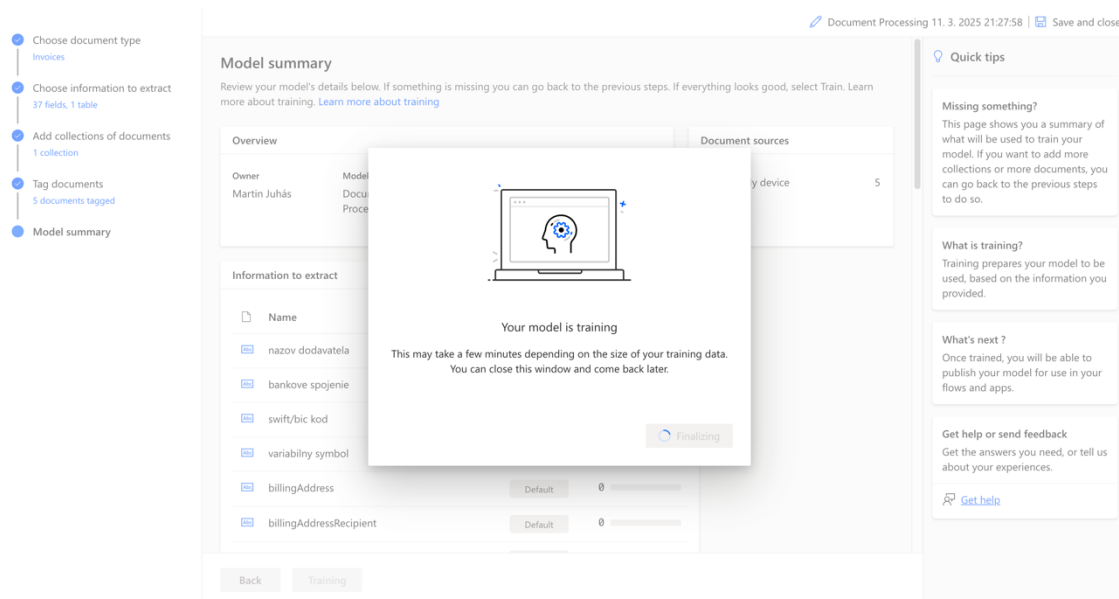 Document Processing 11. 3. 2025 21:27:58
Save and close
Choose document type
Invoices
Choose information to extract
37 fields, 1 table
Add collections of documents
1 collection
Tag documents
5 documents tagged
Model summary
Model summary
Review your model's details below. If something is missing you can go back to the previous steps. If everything looks good, select Train. Learn
more about training. Learn more about training
Overview
Owner
Martin Juhás
Model
Docu
Proce
Document sources
y device
5
Information to extract
Name
nazov dodavatela
bankove spojenie
swift/bic kod
variabilny symbol
billingAddress
Default
0
billingAddressRecipient
Default
0
Your model is training
This may take a few minutes depending on the size of your training data.
You can close this window and come back later.
Finalizing
Back
Training
Quick tips
Missing something?
This page shows you a summary of
what will be used to train your
model. If you want to add more
collections or more documents, you
can go back to the previous steps
to do so.
What is training?
Training prepares your model to be
used, based on the information you
provided.
What's next ?
Once trained, you will be able to
publish your model for use in your
flows and apps.
Get help or send feedback
Get the answers you need, or tell us
about your experiences.
Get help